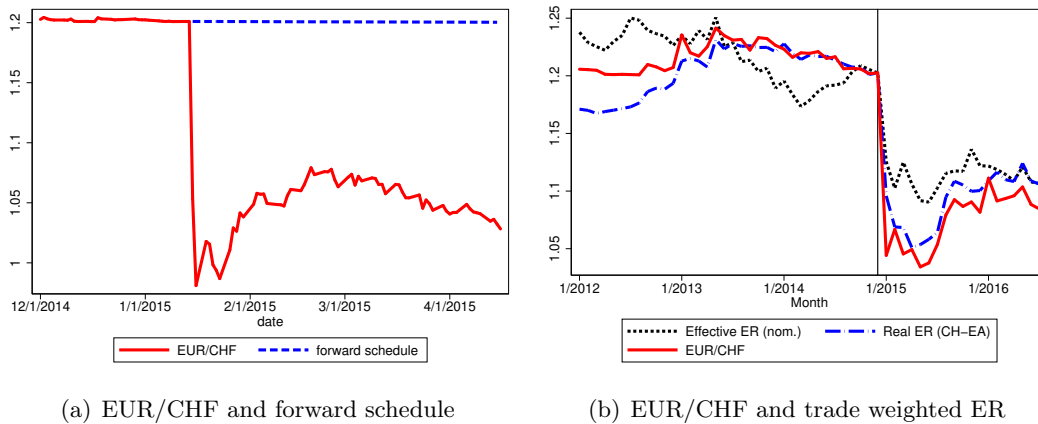 1.2
1.15
1.1
1.05
1
12/1/2014 1/1/2015 2/1/2015 3/1/2015 4/1/2015
date
EUR/CHF forward schedule
(a) EUR/CHF and forward schedule
1.25
1.2
1.15
1.1
1.05
1/2012 1/2013 1/2014 1/2015 1/2016
Month
Effective ER (nom.) Real ER (CH-EA)
EUR/CHF
(b) EUR/CHF and trade weighted ER